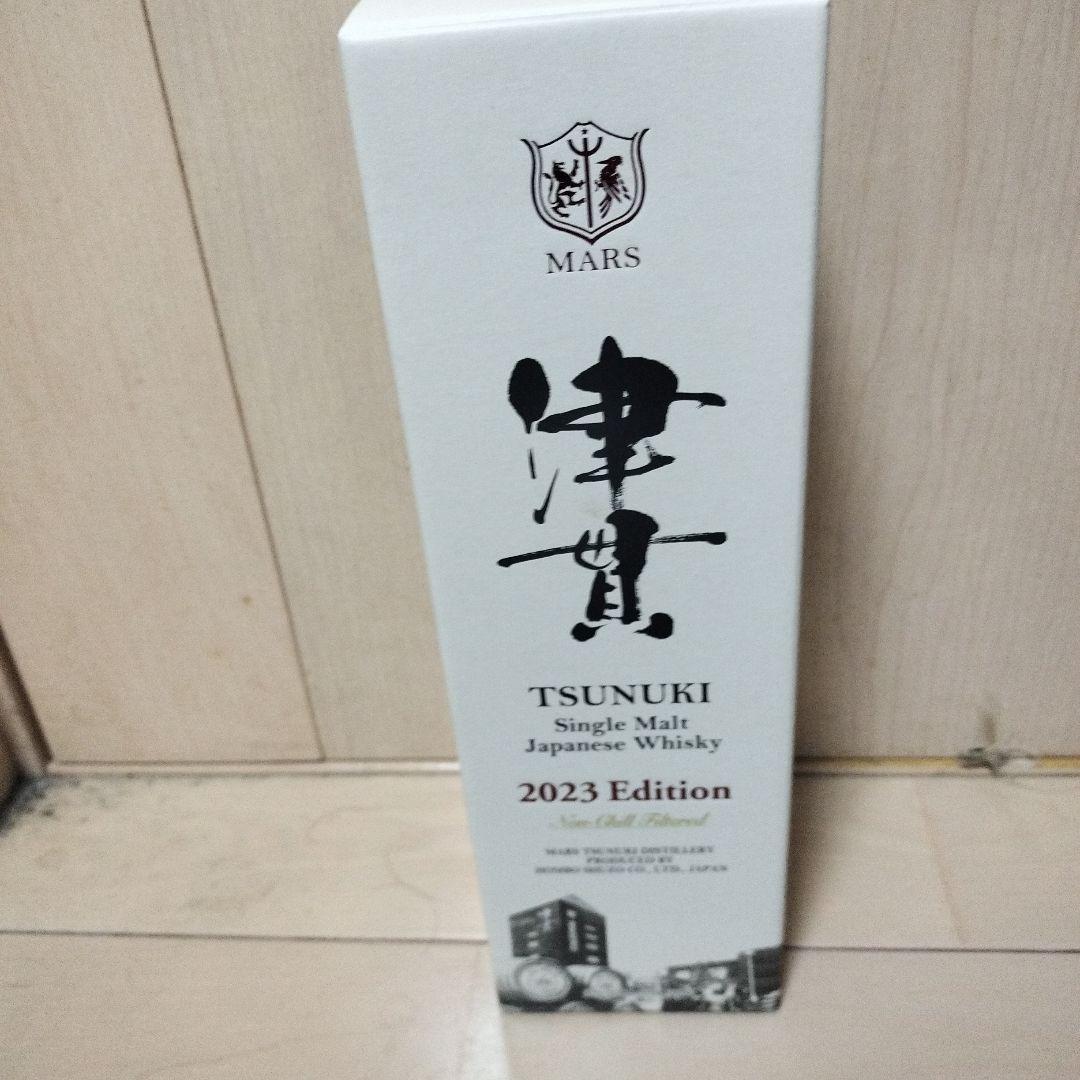 MARS
津
貫
TSUNUKI
Single Malt
Japanese Whisky
2023 Edition
Non-Chill Filtered
MARS TSUNUKI DISTILLERY
PRODUCED BY
HOMBO SHUZO CO., LTD., JAPAN